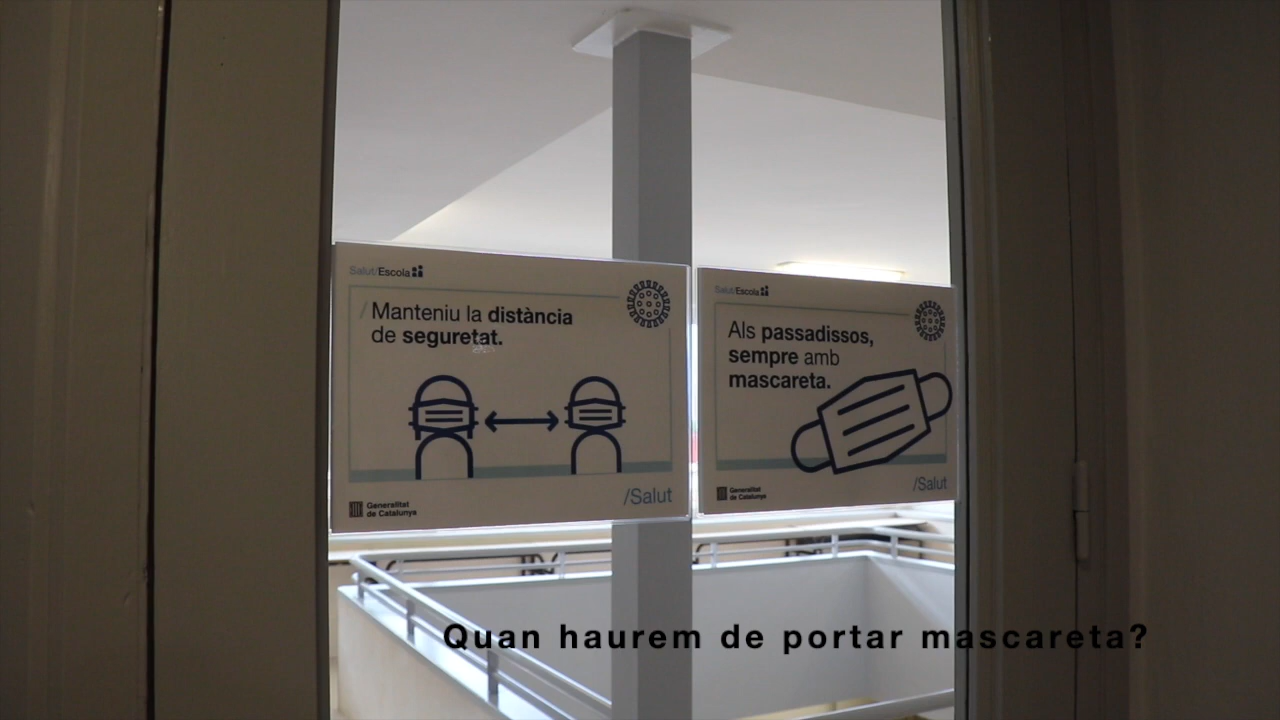 Salut/Escola
/Manteniu la distància
de seguretat.
Generalitat
de Catalunya
/Salut
Salut/Escola
Als passadissos,
sempre amb
mascareta.
Generalitat
de Catalunya
/Salut
Quan haurem de portar mascareta?